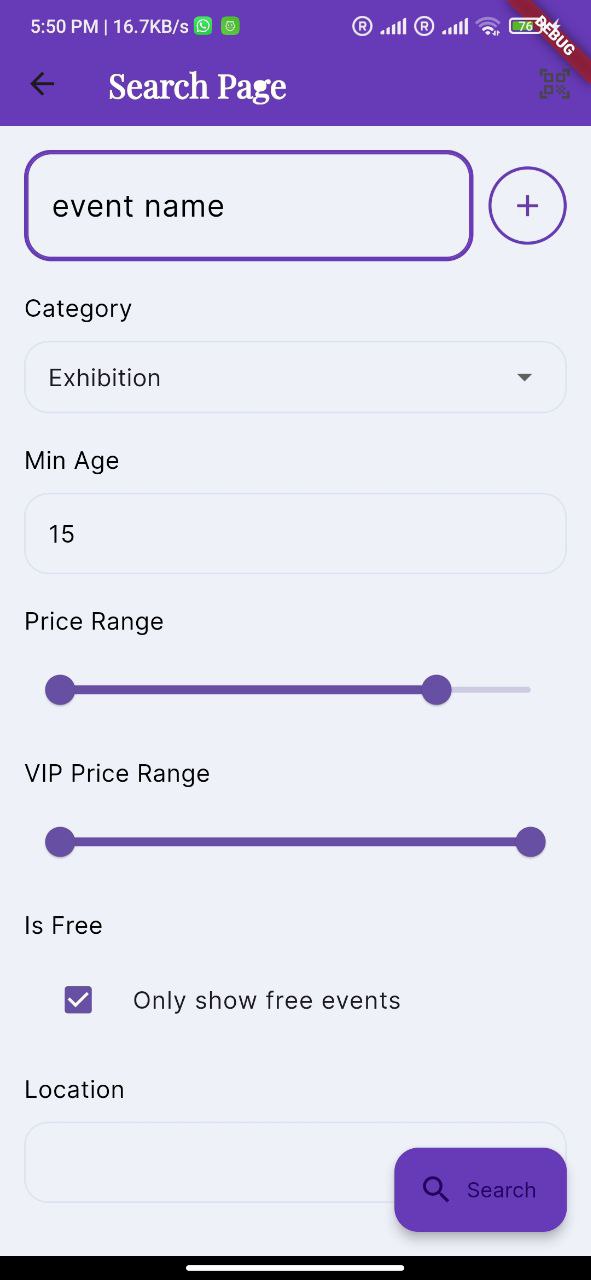 5:50 PM | 16.7KB/s R R 76 DEBUG
Search Page
event name
Category
Exhibition
Min Age
15
Price Range
VIP Price Range
Is Free
Only show free events
Location
Search